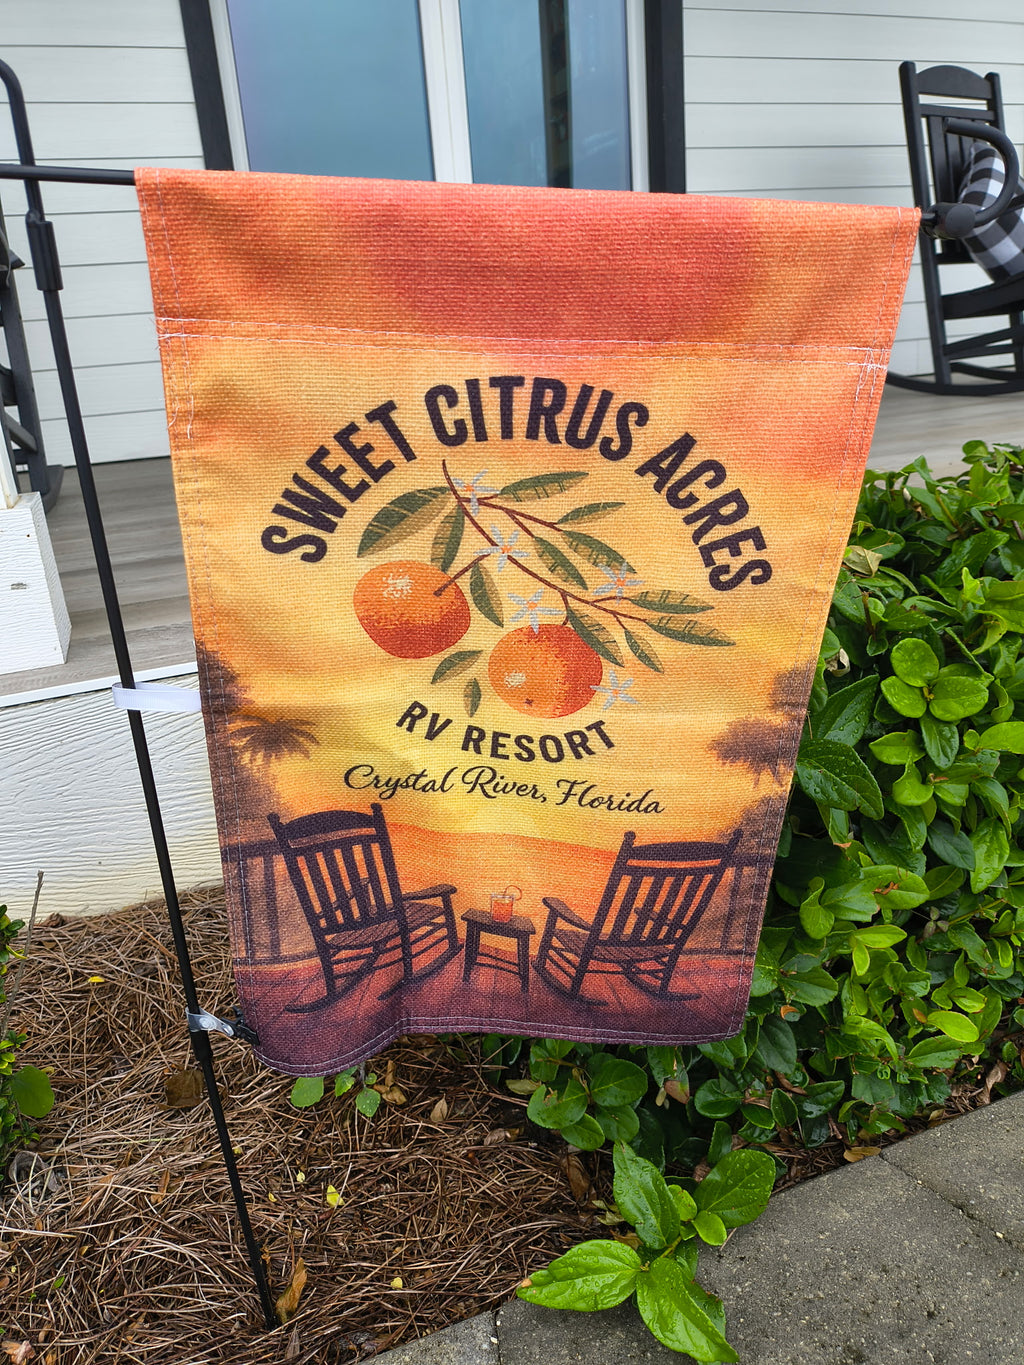 SWEET CITRUS ACRES
RV RESORT
Crystal River, Florida